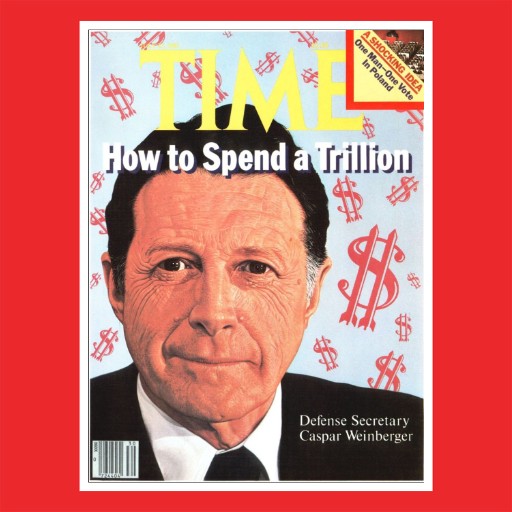 TIME
A SHOCKING IDEA
One Man–One Vote
In Poland
How to Spend a Trillion
Defense Secretary
Caspar Weinberger